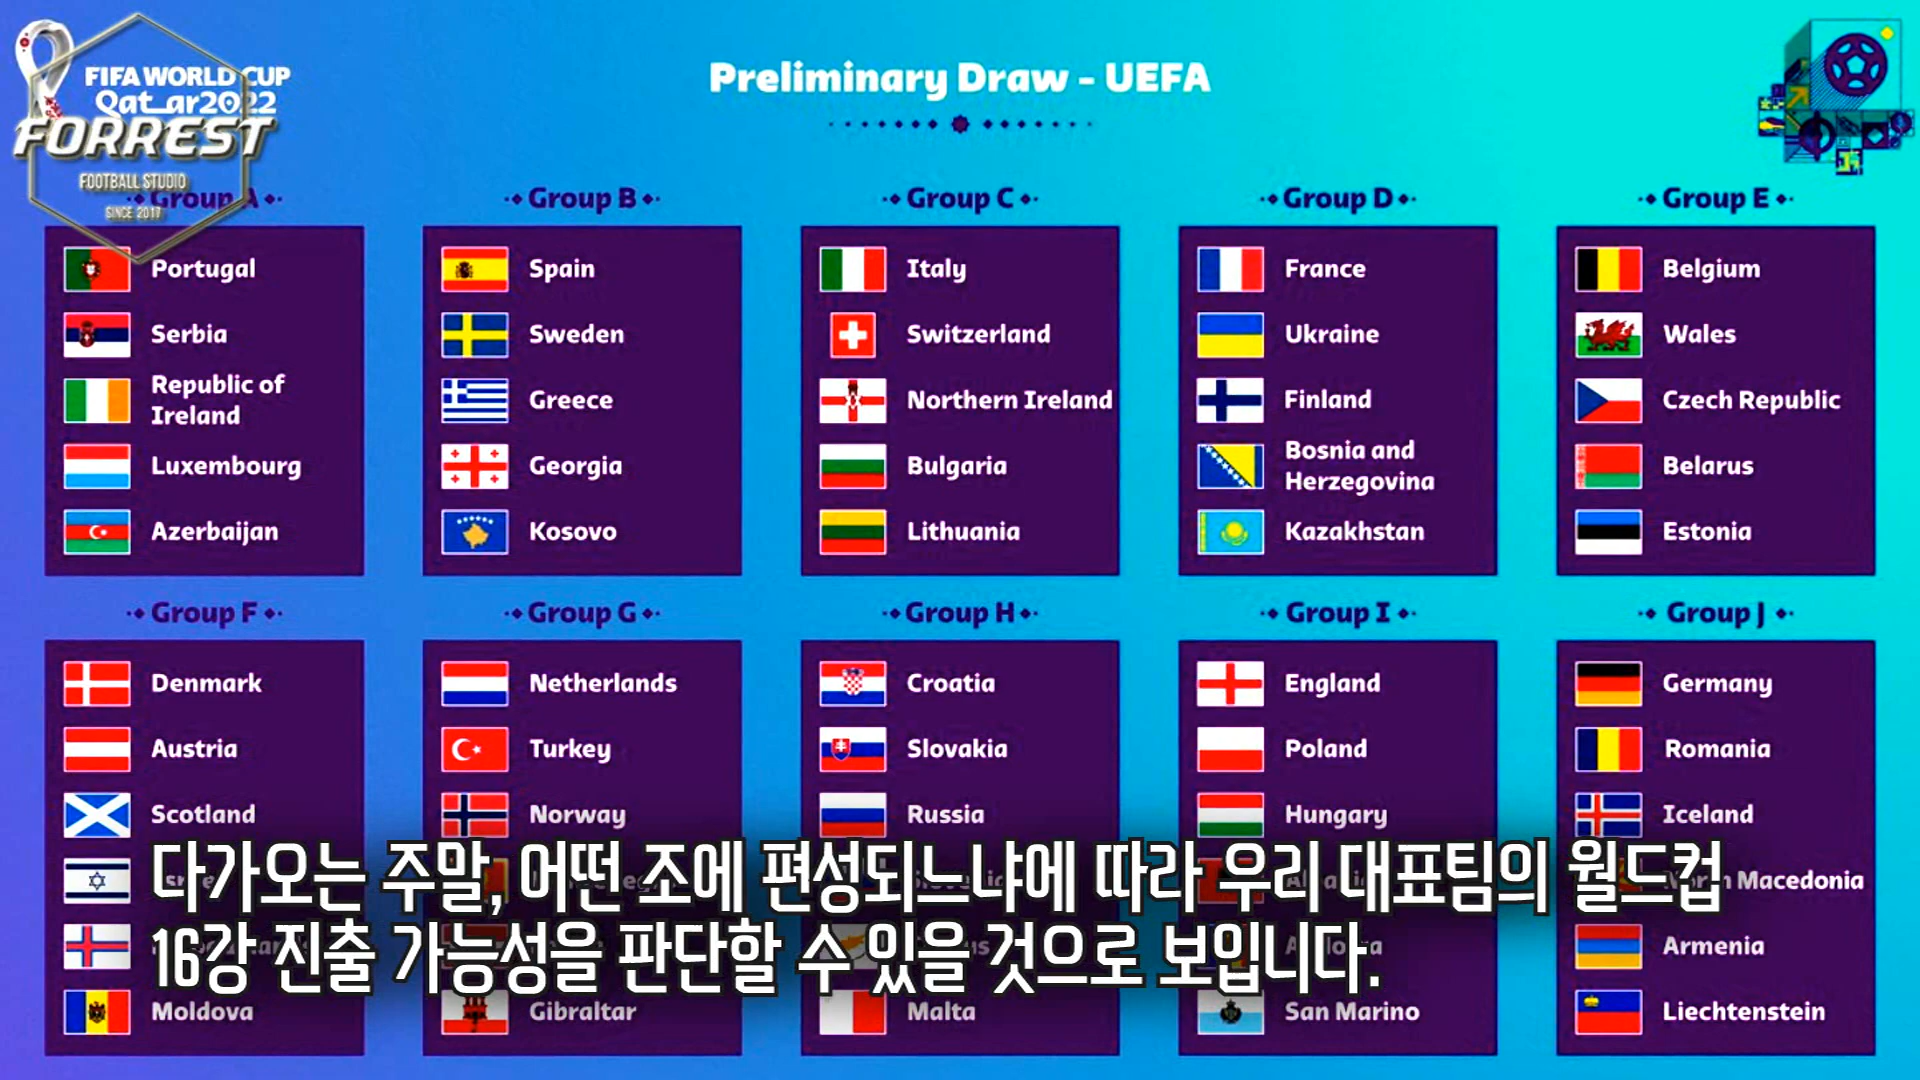 FIFA WORLD CUP
Qatar2022
FORREST
FOOTBALL STUDIO
SINCE 2017
Preliminary Draw - UEFA
Group A
Portugal
Serbia
Republic of
Ireland
Luxembourg
Azerbaijan
Group B
Spain
Sweden
Greece
Georgia
Kosovo
Group C
Italy
Switzerland
Northern Ireland
Bulgaria
Lithuania
Group D
France
Ukraine
Finland
Bosnia and
Herzegovina
Kazakhstan
Group E
Belgium
Wales
Czech Republic
Belarus
Estonia
Group F
Denmark
Austria
Scotland
Moldova
Group G
Netherlands
Turkey
Norway
Gibraltar
Group H
Croatia
Slovakia
Russia
Malta
Group I
England
Poland
Hungary
San Marino
Group J
Germany
Romania
Iceland
Macedonia
Armenia
Liechtenstein
다가오는 주말, 어떤 조에 편성되느냐에 따라 우리 대표팀의 월드컵
16강 진출 가능성을 판단할 수 있을 것으로 보입니다.